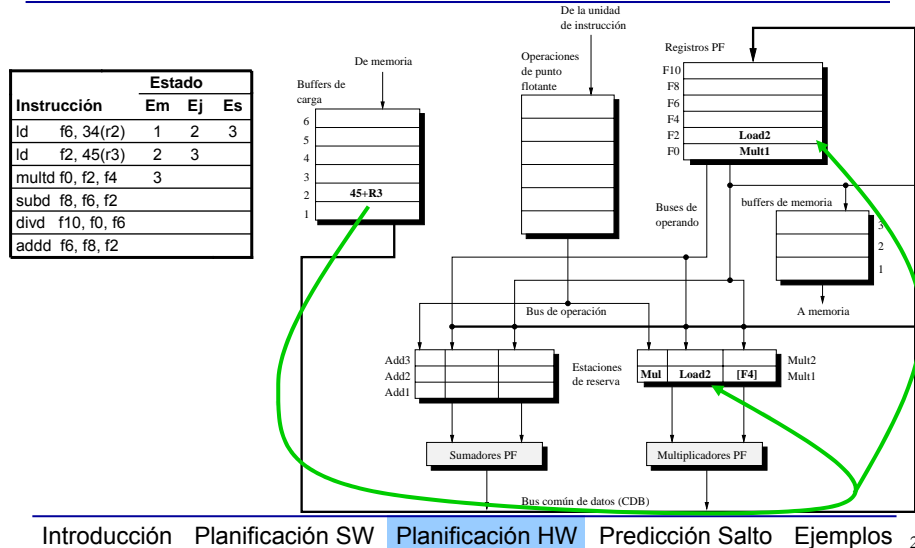 Estado
Instrucción Em Ej Es
ld f6, 34(r2) 1 2 3
ld f2, 45(r3) 2 3
multd f0, f2, f4 3
subd f8, f6, f2
divd f10, f0, f6
addd f6, f8, f2
De memoria
Buffers de
carga
6
5
4
3
2 45+R3
1
De la unidad
de instrucción
Operaciones
de punto
flotante
Registros PF
F10
F8
F6
F4
F2 Load2
F0 Mult1
Buses de
operando
buffers de memoria
3
2
1
A memoria
Bus de operación
Add3
Add2
Add1
Estaciones
de reserva
Mult2
Mul Load2 [F4] Mult1
Sumadores PF
Multiplicadores PF
Bus común de datos (CDB)
Introducción Planificación SW Planificación HW Predicción Salto Ejemplos